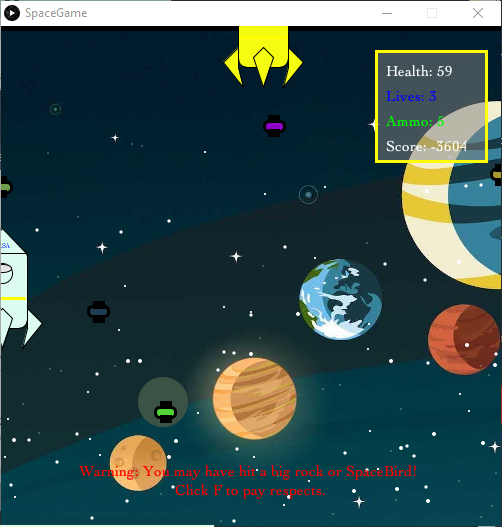 SpaceGame
Health: 59
Lives: 3
Ammo: 5
Score: -3604
Warning: You may have hit a big rock or SpaceBird!
Click F to pay respects.